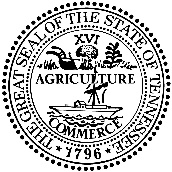 THE GREAT SEAL OF THE STATE OF TENNESSEE
XVI
AGRICULTURE
COMMERCE
1796